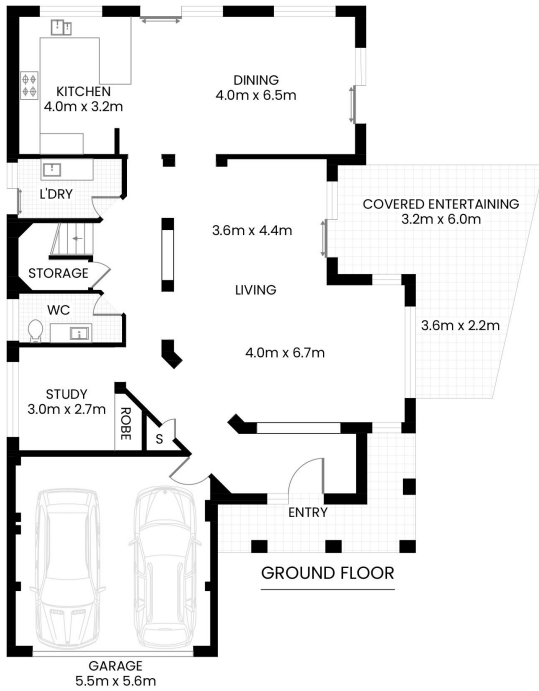 KITCHEN
4.0m x 3.2m
DINING
4.0m x 6.5m
L'DRY
COVERED ENTERTAINING
3.2m x 6.0m
3.6m x 4.4m
STORAGE
LIVING
WC
3.6m x 2.2m
4.0m x 6.7m
STUDY
3.0m x 2.7m
ROBE
S
ENTRY
GROUND FLOOR
GARAGE
5.5m x 5.6m